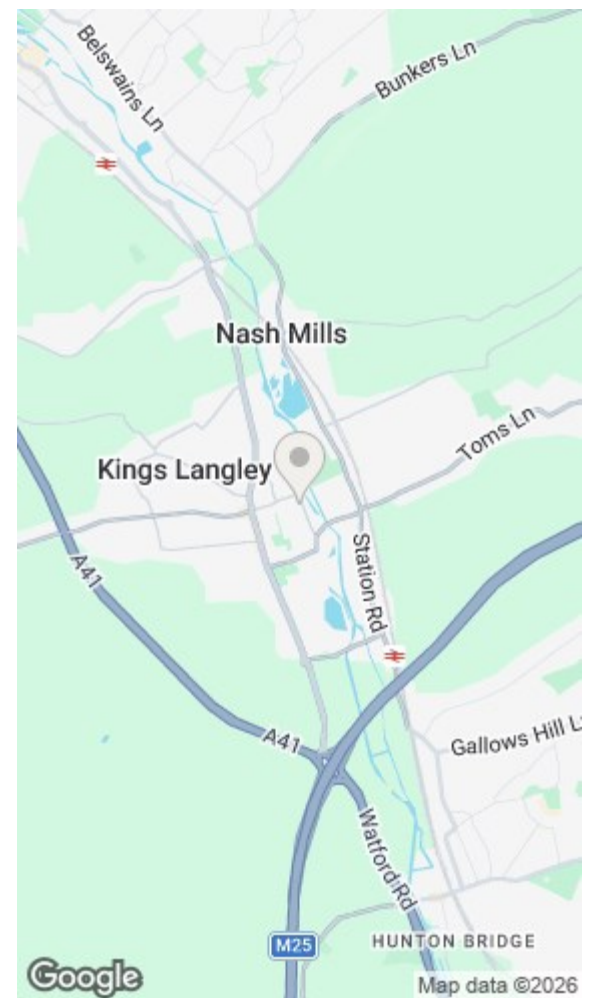 Belswains Ln
Bunkers Ln
Nash Mills
Toms Ln
Kings Langley
Station Rd
A41
A41
Gallows Hill L
Watford Rd
M25
HUNTON BRIDGE
Google
Map data ©2026